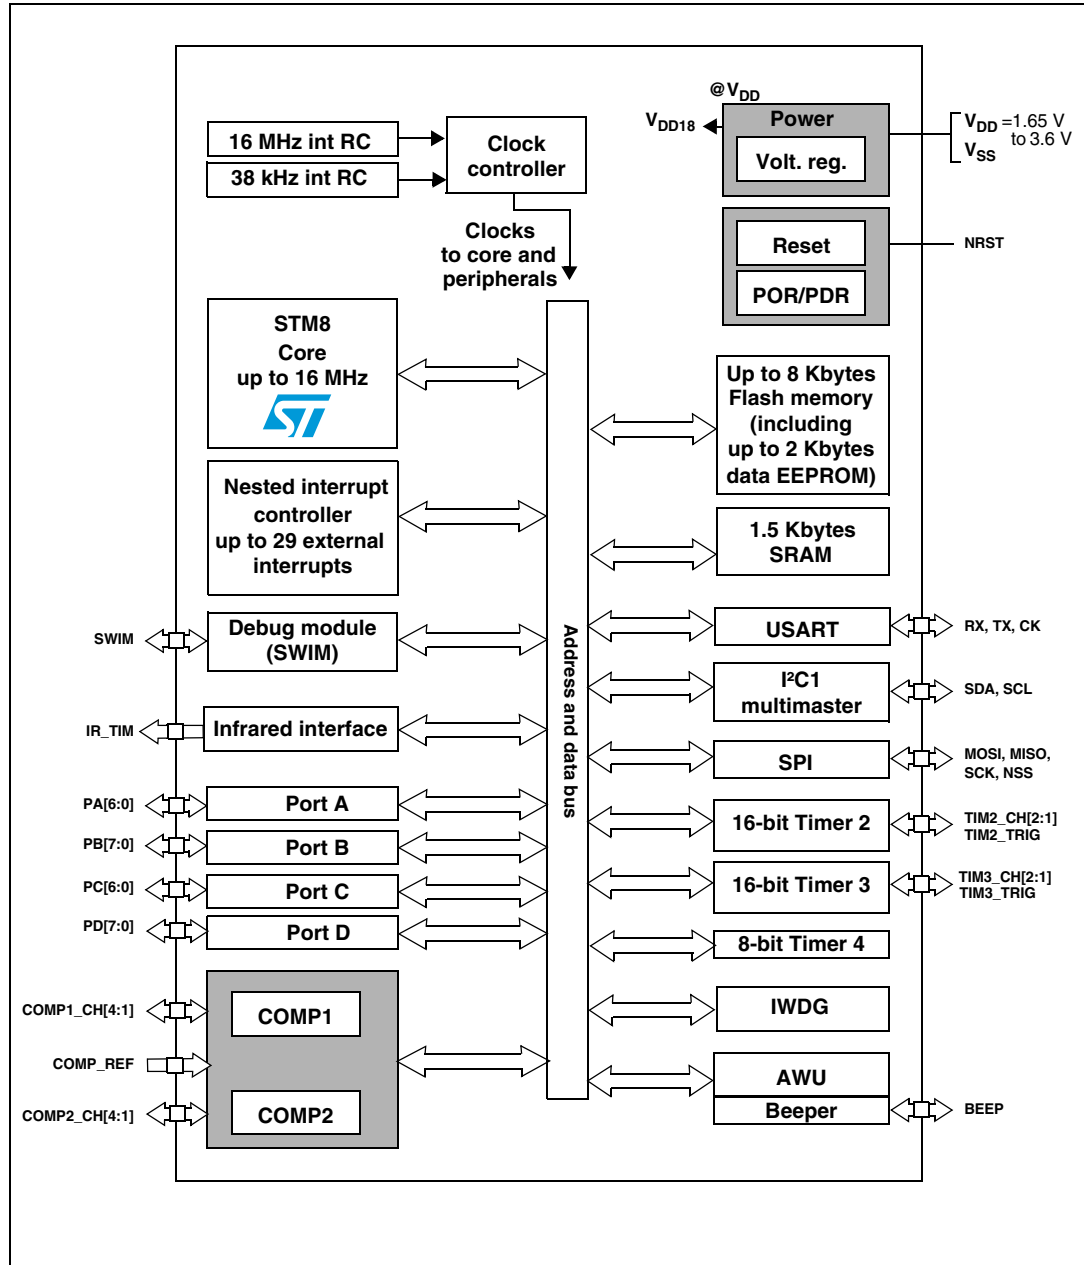 @V_DD
V_DD18
Power
Volt. reg.
V_DD =1.65 V
to 3.6 V
V_SS
16 MHz int RC
38 kHz int RC
Clock
controller
Clocks
to core and
peripherals
Reset
POR/PDR
NRST
STM8
Core
up to 16 MHz
ST
Up to 8 Kbytes
Flash memory
(including
up to 2 Kbytes
data EEPROM)
Nested interrupt
controller
up to 29 external
interrupts
1.5 Kbytes
SRAM
Address and data bus
SWIM
Debug module
(SWIM)
USART
RX, TX, CK
I²C1
multimaster
SDA, SCL
IR_TIM
Infrared interface
SPI
MOSI, MISO,
SCK, NSS
PA[6:0]
Port A
16-bit Timer 2
TIM2_CH[2:1]
TIM2_TRIG
PB[7:0]
Port B
PC[6:0]
Port C
16-bit Timer 3
TIM3_CH[2:1]
TIM3_TRIG
PD[7:0]
Port D
8-bit Timer 4
COMP1_CH[4:1]
COMP1
IWDG
COMP_REF
AWU
COMP2_CH[4:1]
COMP2
Beeper
BEEP